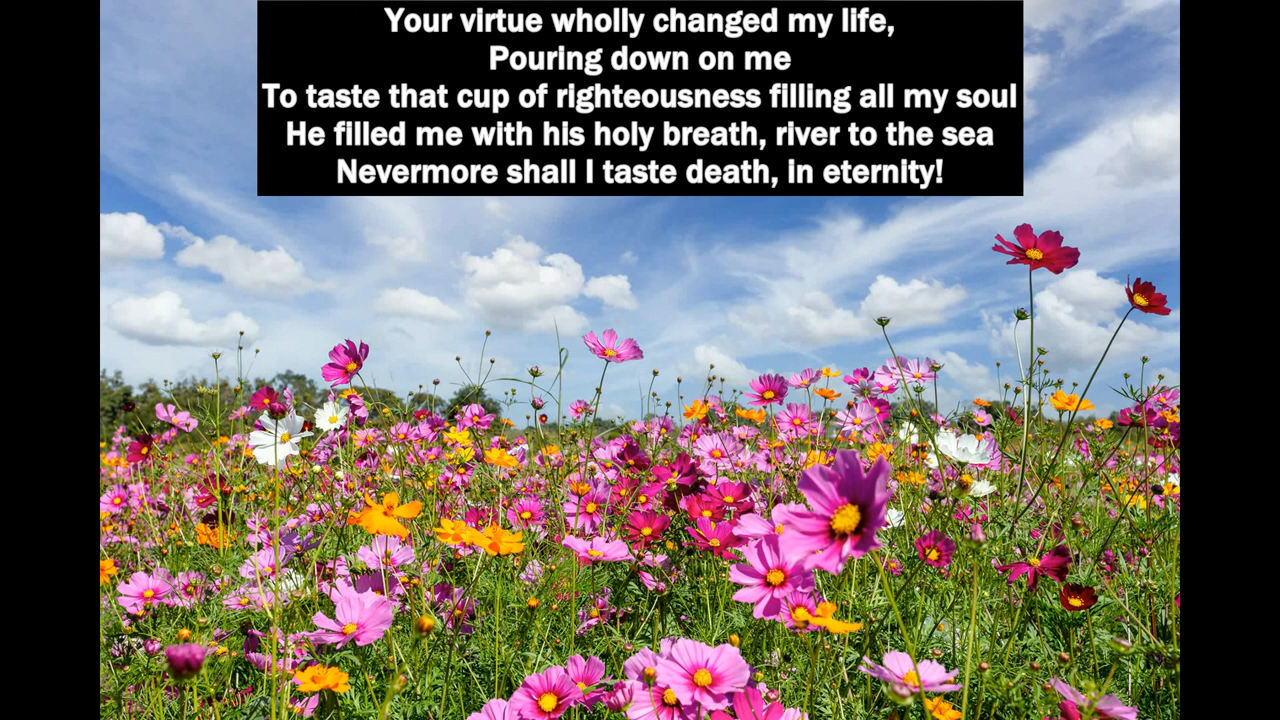 Your virtue wholly changed my life,
Pouring down on me
To taste that cup of righteousness filling all my soul
He filled me with his holy breath, river to the sea
Nevermore shall I taste death, in eternity!